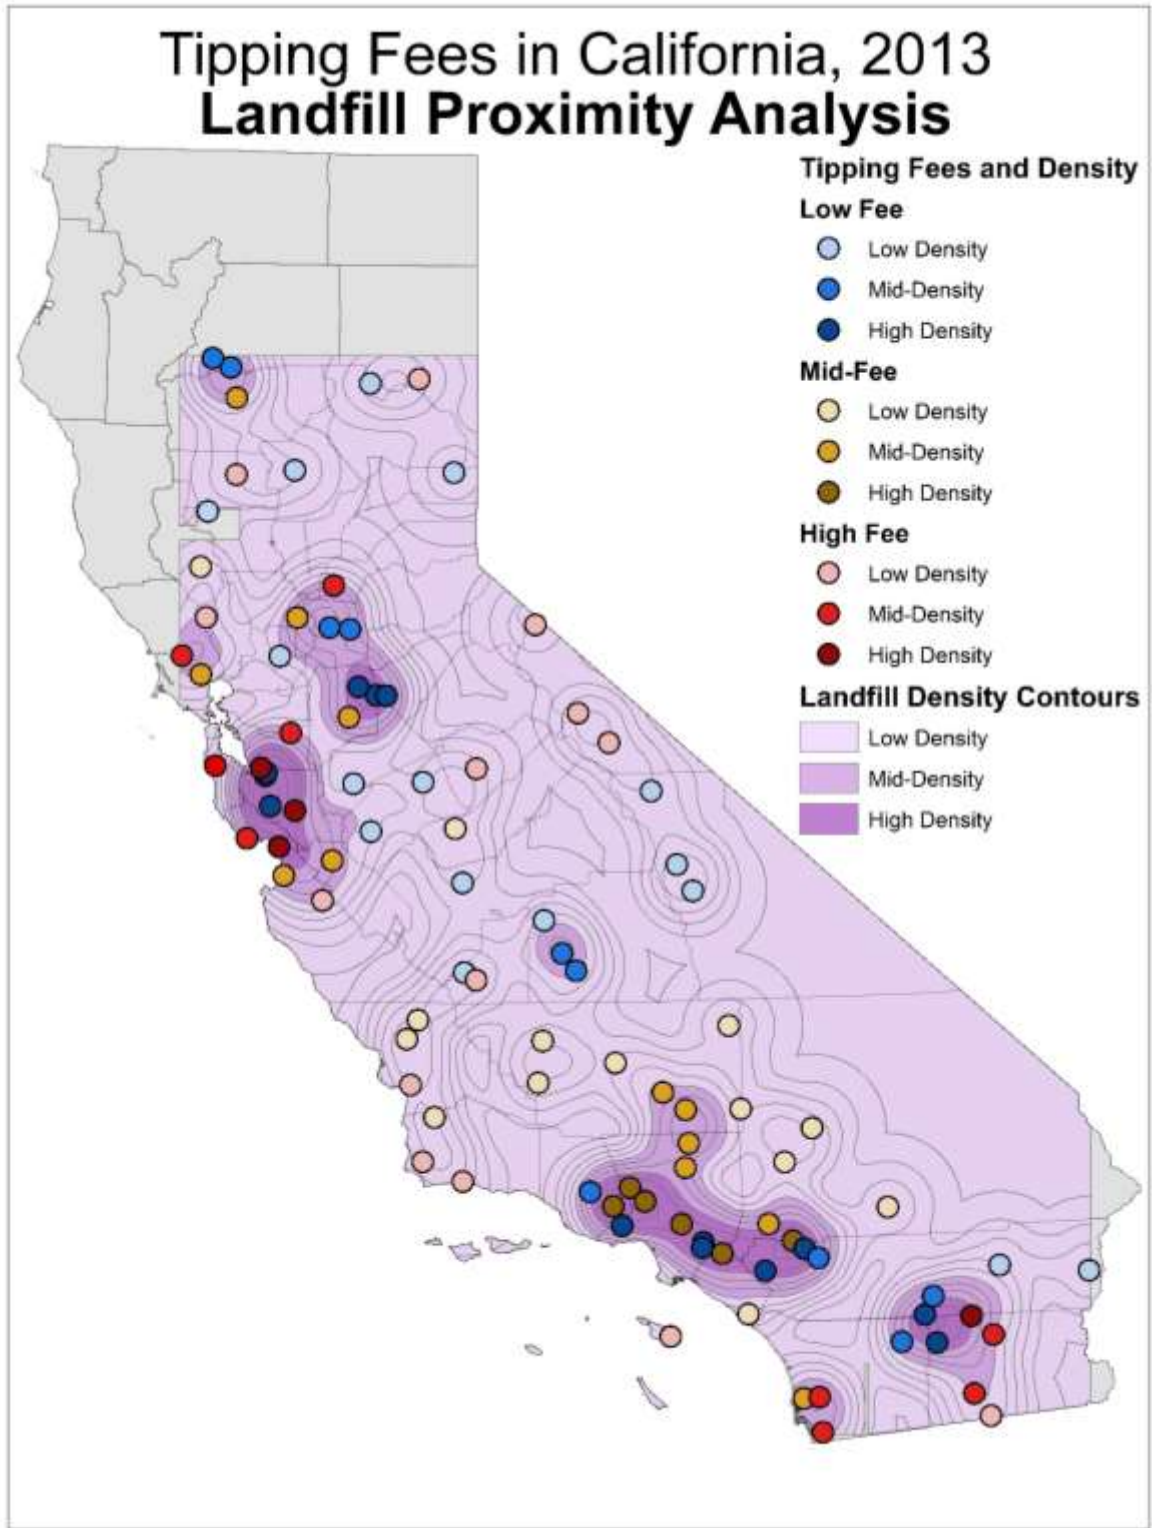 Tipping Fees in California, 2013
Landfill Proximity Analysis
Tipping Fees and Density
Low Fee
Low Density
Mid-Density
High Density
Mid-Fee
Low Density
Mid-Density
High Density
High Fee
Low Density
Mid-Density
High Density
Landfill Density Contours
Low Density
Mid-Density
High Density